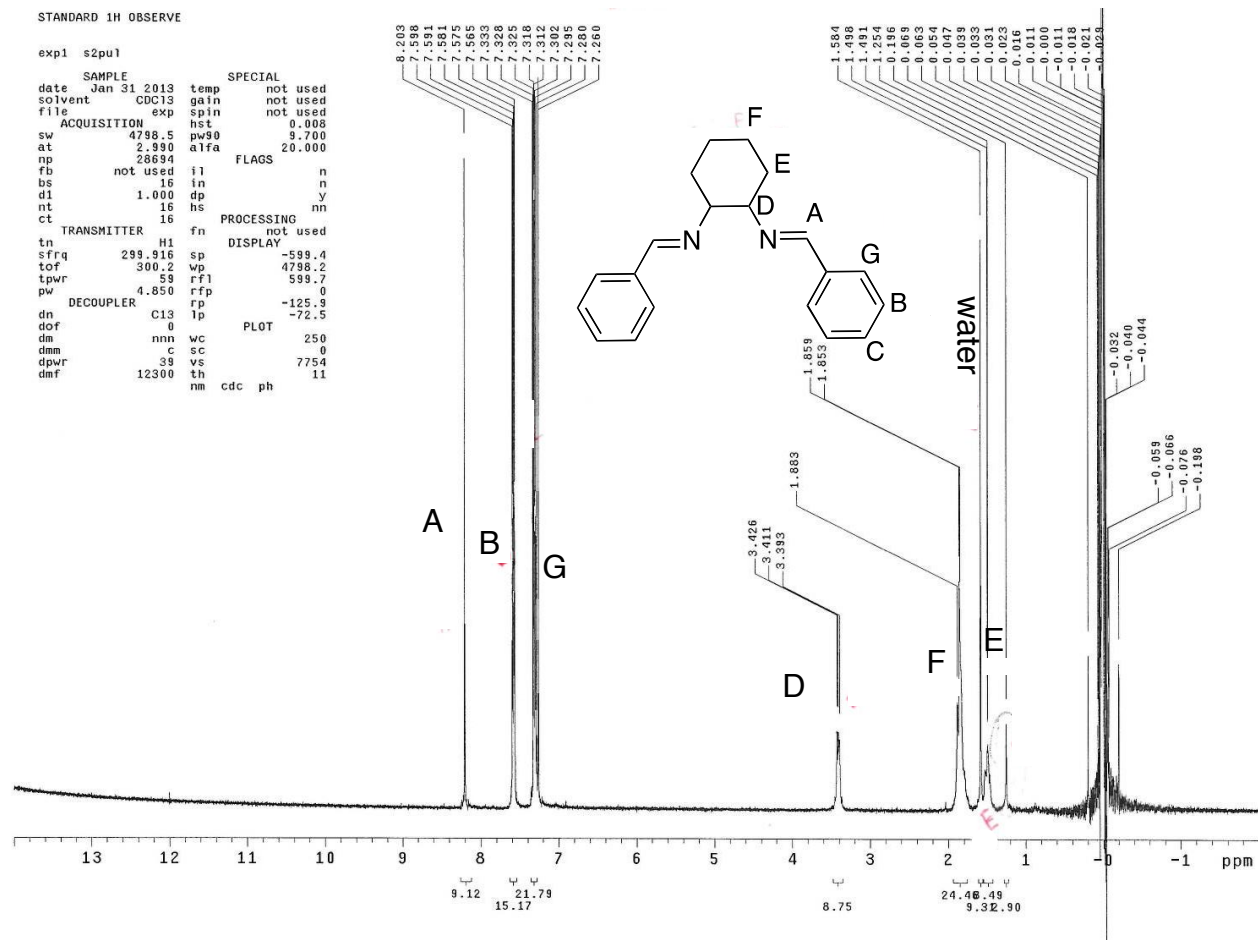 STANDARD 1H OBSERVE
exp1 s2pul
SAMPLE SPECIAL
date Jan 31 2013 temp not used
solvent CDCl3 gain not used
file exp spin not used
ACQUISITION hst 0.008
sw 4798.5 pw90 9.700
at 2.990 alfa 20.000
np 28694 FLAGS
fb not used il n
bs 16 in n
d1 1.000 dp y
nt 16 hs nn
ct 16 PROCESSING
TRANSMITTER fn not used
tn H1 DISPLAY
sfrq 299.916 sp -599.4
tof 300.2 wp 4798.2
tpwr 59 rfl 599.7
pw 4.850 rfp 0
DECOUPLER rp -125.9
dn C13 lp -72.5
dof 0 PLOT
dm nnn wc 250
dmm c sc 0
dpwr 39 vs 7754
dmf 12300 th 11
nm cdc ph
8.203
7.598
7.591
7.581
7.575
7.565
7.333
7.328
7.325
7.318
7.312
7.302
7.295
7.280
7.260
1.584
1.498
1.491
1.254
0.196
0.069
0.063
0.054
0.047
0.039
0.033
0.031
0.023
0.016
0.011
0.000
-0.011
-0.018
-0.021
-0.029
F
E
D
A
N
N
G
B
C
water
1.859
1.853
-0.032
-0.040
-0.044
1.883
-0.059
-0.066
-0.076
-0.198
3.426
3.411
3.393
A
B
G
D
F
E
E
13 12 11 10 9 8 7 6 5 4 3 2 1 -0 -1 ppm
9.12 21.79 8.75 24.46
15.17 9.31 2.90